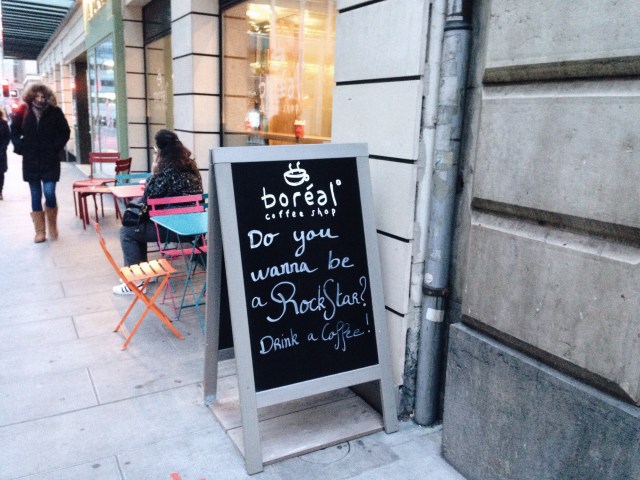 boréal
coffee shop
Do you
wanna be
a RockStar?
Drink a Coffee!